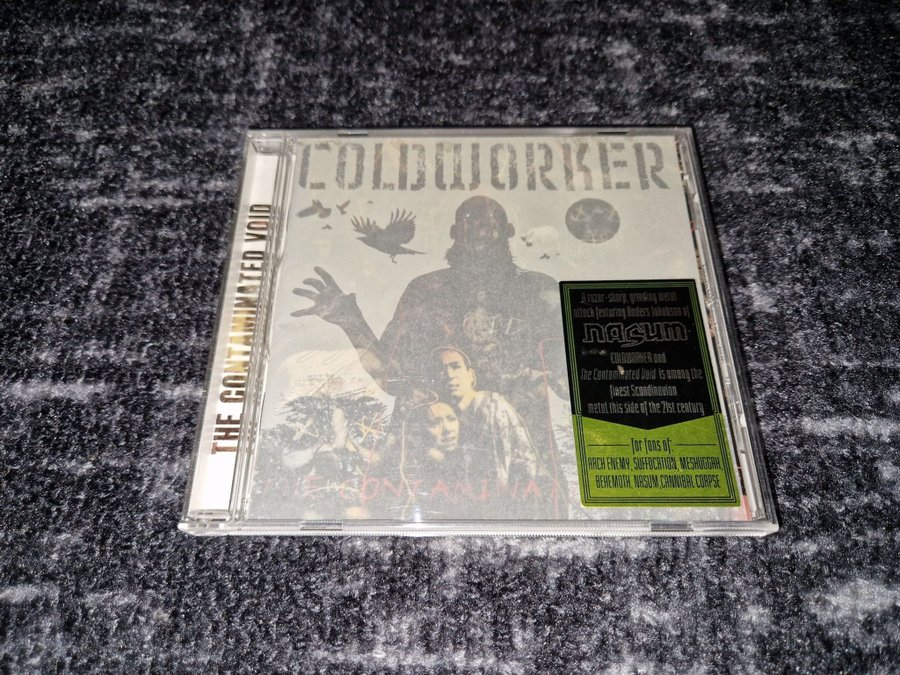 COLDWORKER
THE CONTAMINATED VOID
A razor-sharp, grinding metal
attack featuring Anders Jakobson of
nasum
COLDWORKER and
The Contaminated Void is among the
finest Scandinavian
metal this side of the 21st century
for fans of:
ARCH ENEMY, SUFFOCATION, MESHUGGAH,
BEHEMOTH, NASUM, CANNIBAL CORPSE